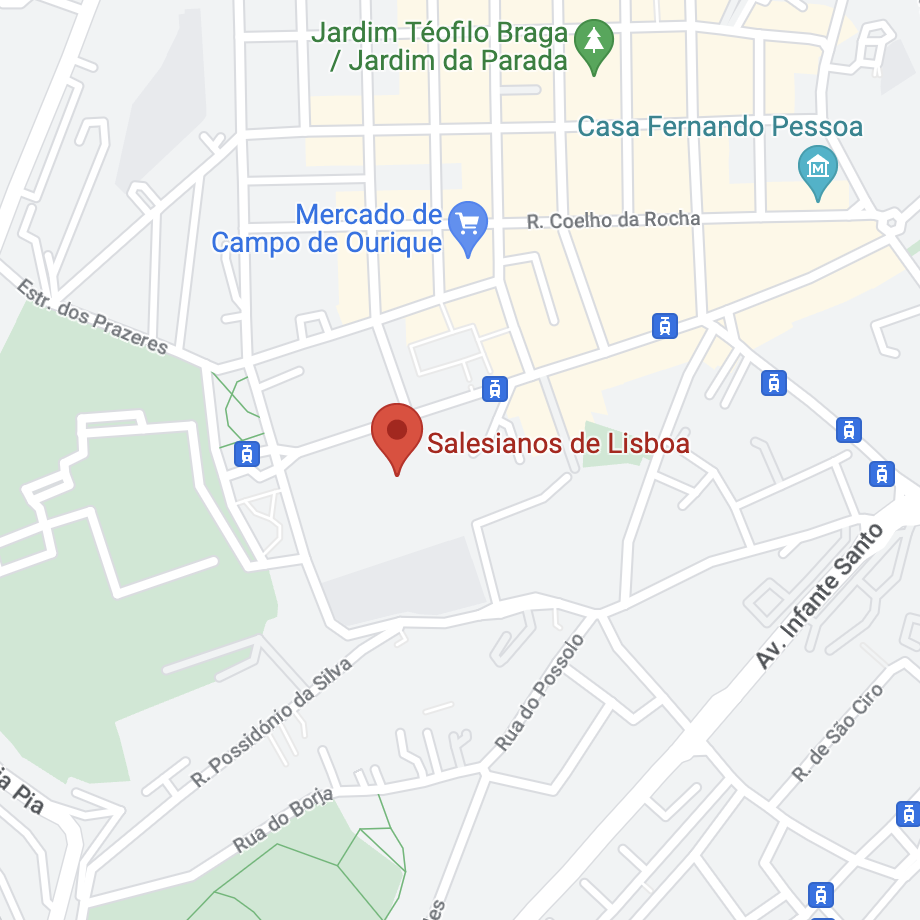 Jardim Téofilo Braga
/ Jardim da Parada
Casa Fernando Pessoa
Mercado de
Campo de Ourique
R. Coelho da Rocha
Estr. dos Prazeres
Salesianos de Lisboa
Av. Infante Santo
R. Possidónio da Silva
Rua do Possolo
R. de São Ciro
Pia
Rua do Borja